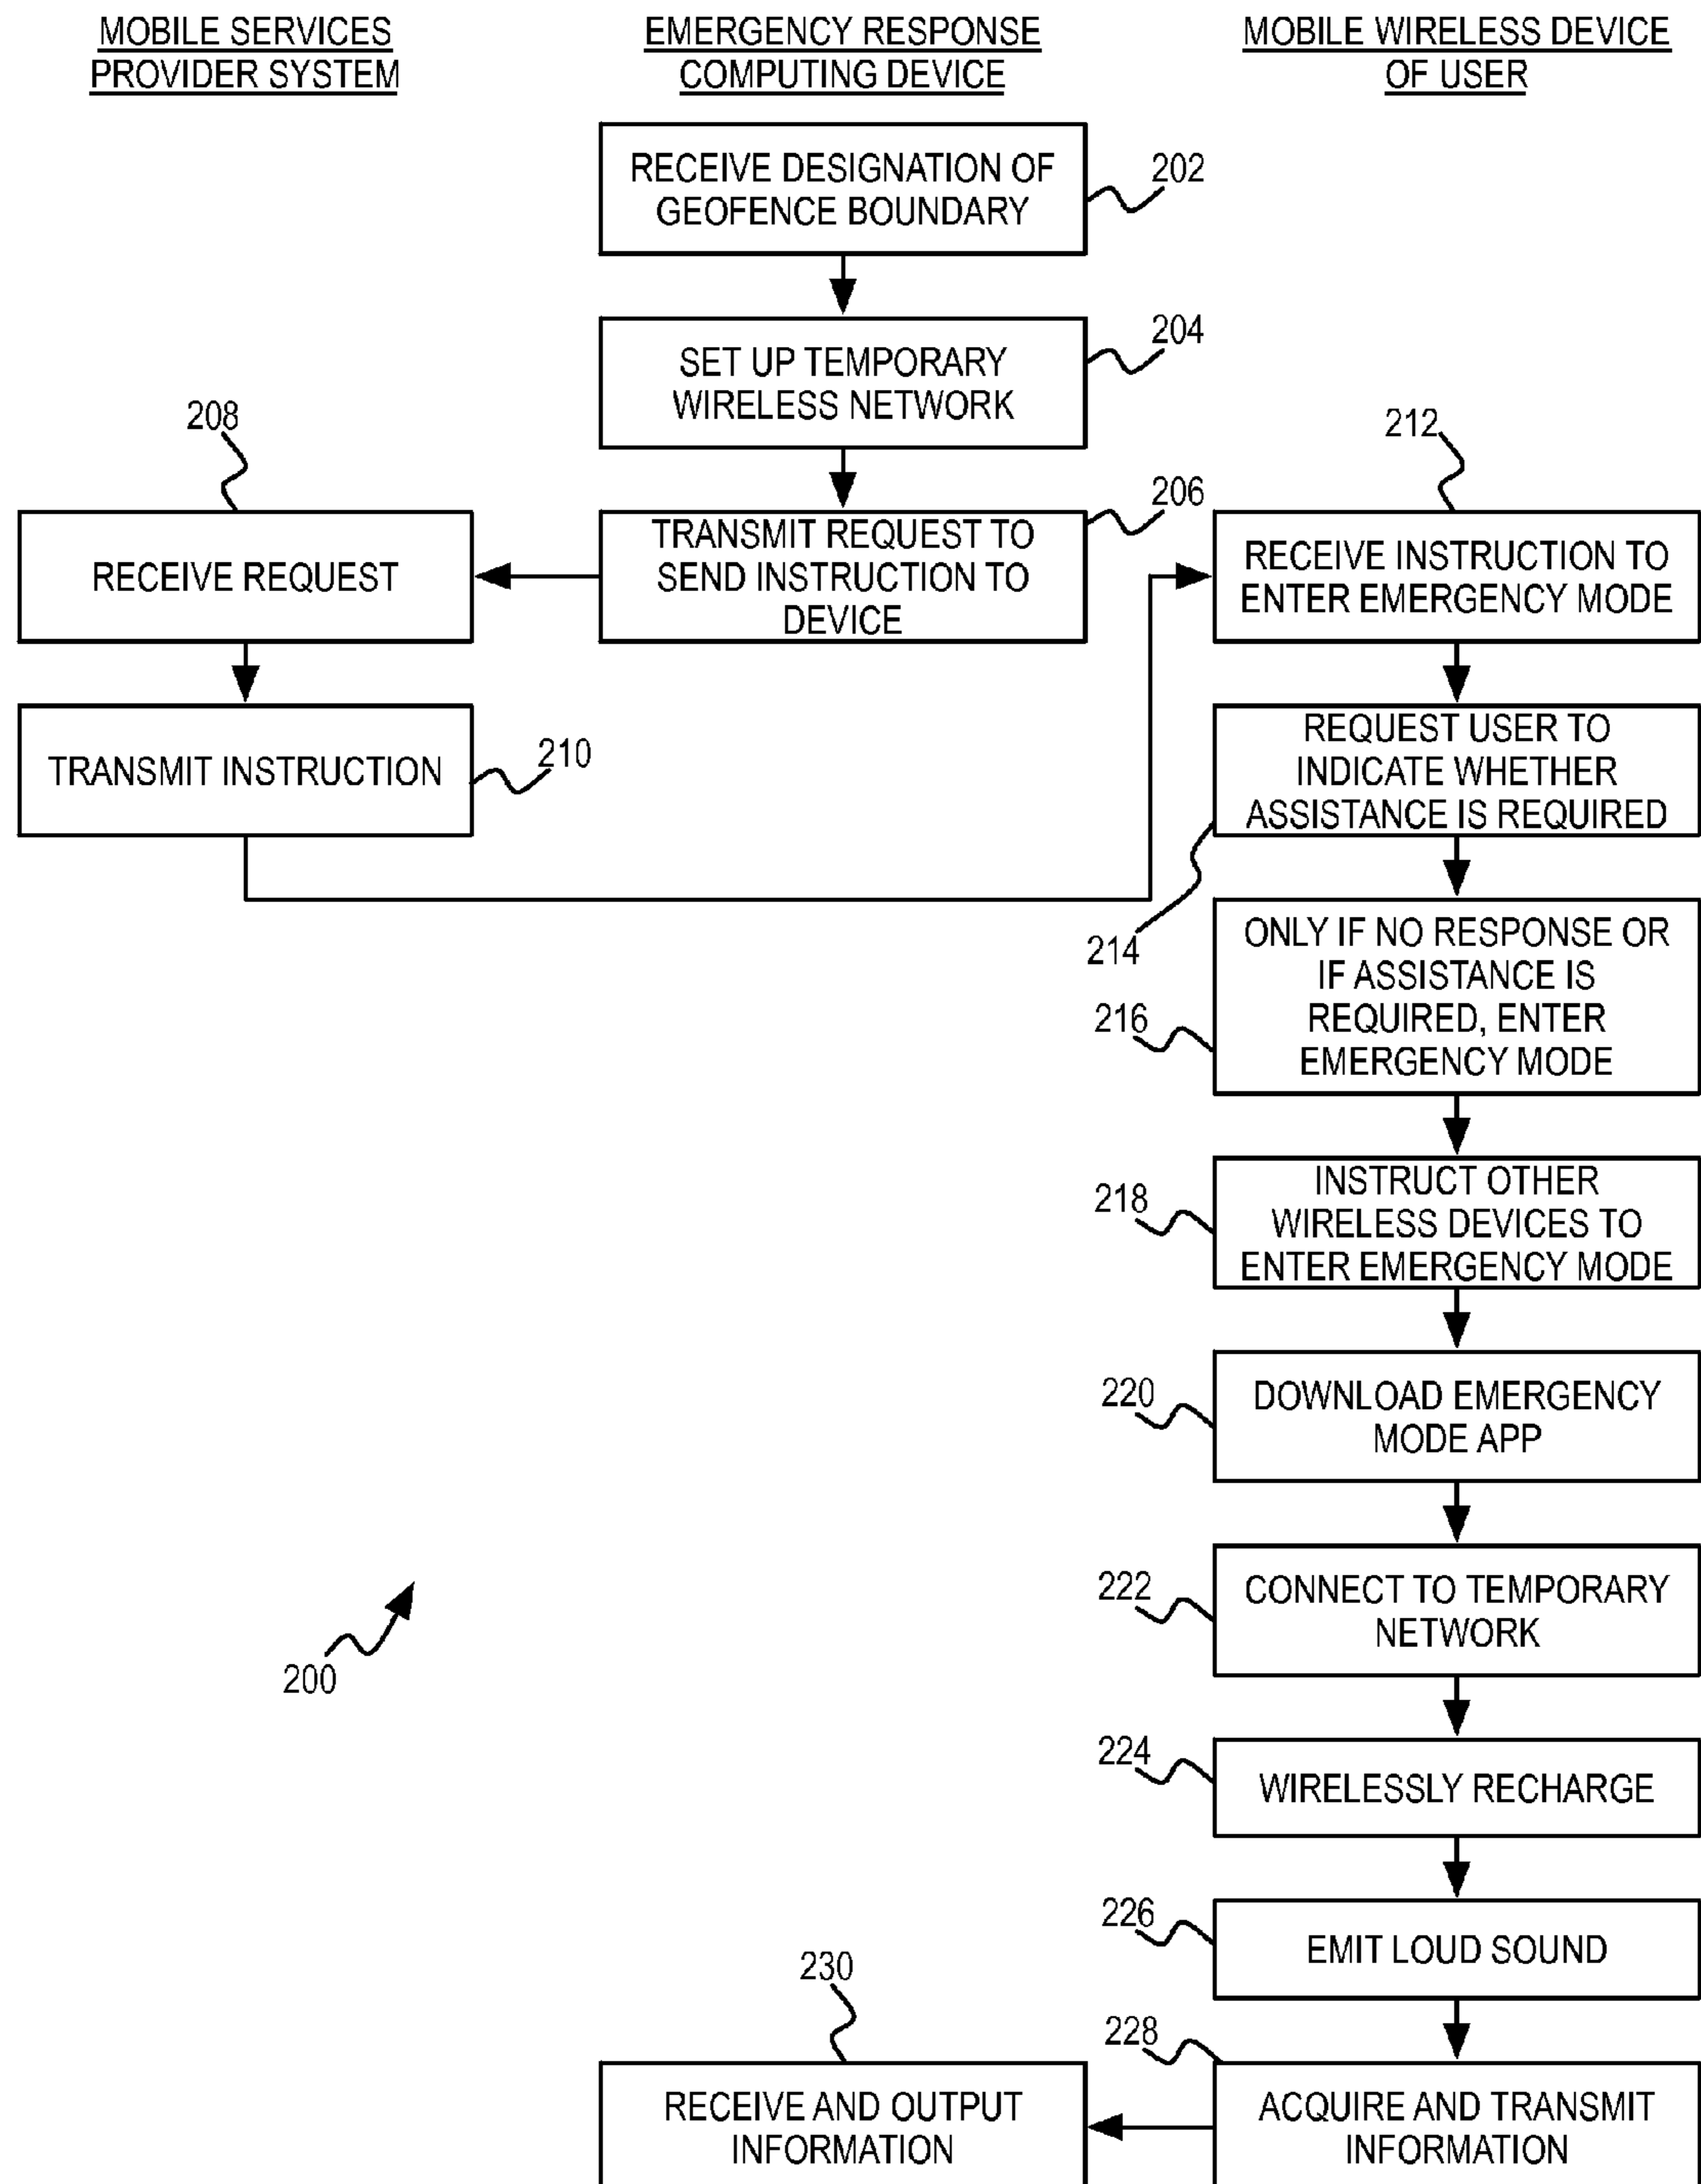 MOBILE SERVICES
PROVIDER SYSTEM
EMERGENCY RESPONSE
COMPUTING DEVICE
MOBILE WIRELESS DEVICE
OF USER
RECEIVE DESIGNATION OF
GEOFENCE BOUNDARY
202
SET UP TEMPORARY
WIRELESS NETWORK
204
TRANSMIT REQUEST TO
SEND INSTRUCTION TO
DEVICE
206
208
RECEIVE REQUEST
TRANSMIT INSTRUCTION
210
212
RECEIVE INSTRUCTION TO
ENTER EMERGENCY MODE
REQUEST USER TO
INDICATE WHETHER
ASSISTANCE IS REQUIRED
214
ONLY IF NO RESPONSE OR
IF ASSISTANCE IS
REQUIRED, ENTER
EMERGENCY MODE
216
INSTRUCT OTHER
WIRELESS DEVICES TO
ENTER EMERGENCY MODE
218
DOWNLOAD EMERGENCY
MODE APP
220
CONNECT TO TEMPORARY
NETWORK
222
200
WIRELESSLY RECHARGE
224
EMIT LOUD SOUND
226
ACQUIRE AND TRANSMIT
INFORMATION
228
230
RECEIVE AND OUTPUT
INFORMATION